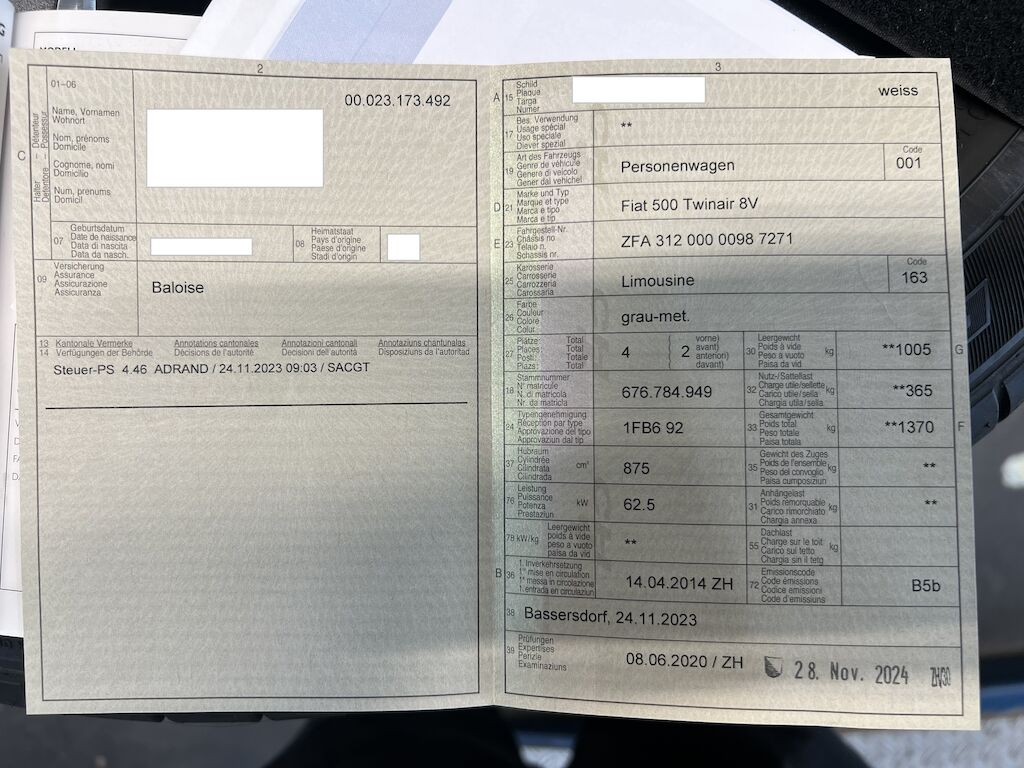 2
01–06
00.023.173.492
C
Halter – Détenteur
Detentore – Possessur
Name, Vornamen
Wohnort
Nom, prénoms
Domicile
Cognome, nomi
Domicilio
Num, prenums
Domicil
07
Geburtsdatum
Date de naissance
Data di nascita
Data da nasch.
08
Heimatstaat
Pays d'origine
Paese d'origine
Stadi d'origin
09
Versicherung
Assurance
Assicurazione
Assicuranza
Baloise
13 Kantonale Vermerke Annotations cantonales Annotazioni cantonali Annotaziuns chantunalas
14 Verfügungen der Behörde Décisions de l'autorité Decisioni dell'autorità Disposiziuns da l'autoritad
Steuer-PS 4.46 ADRAND / 24.11.2023 09:03 / SACGT
3
A 15
Schild
Plaque
Targa
Numer
weiss
17
Bes. Verwendung
Usage spécial
Uso speciale
Diever spezial
**
19
Art des Fahrzeugs
Genre de véhicule
Genere di veicolo
Gener dal vehichel
Personenwagen
Code
001
D 21
Marke und Typ
Marque et type
Marca e tipo
Marca e tip
Fiat 500 Twinair 8V
E 23
Fahrgestell-Nr.
Châssis no
Telaio n.
Schassis nr.
ZFA 312 000 0098 7271
25
Karosserie
Carrosserie
Carrozzeria
Carossaria
Limousine
Code
163
26
Farbe
Couleur
Colore
Colur
grau-met.
27
Plätze: Total
Places: Total
Posti: Totale
Plazs: Total
4
2
vorne)
avant)
anteriori)
davant)
30
Leergewicht
Poids à vide
Peso a vuoto
Paisa da vid
kg
**1005
G
18
Stammnummer
N° matricule
N. di matricola
Nr. da matricla
676.784.949
32
Nutz-/Sattellast
Charge utile/sellette
Carico utile/sella
Chargia utila/sella
kg
**365
24
Typengenehmigung
Réception par type
Approvazione del tipo
Approvaziun dal tip
1FB6 92
33
Gesamtgewicht
Poids total
Peso totale
Paisa totala
kg
**1370
F
37
Hubraum
Cylindrée
Cilindrata
Cilindrada
cm³
875
35
Gewicht des Zuges
Poids de l'ensemble
Peso del convoglio
Paisa cumposiziun
kg
**
76
Leistung
Puissance
Potenza
Prestaziun
kW
62.5
31
Anhängelast
Poids remorquable
Carico rimorchiato
Chargia annexa
kg
**
78 kW/kg
Leergewicht
poids à vide
peso a vuoto
paisa da vid
**
55
Dachlast
Charge sur le toit
Carico sul tetto
Chargia sin il tetg
kg
B 36
1. Inverkehrsetzung
1re mise en circulation
1a messa in circolazione
1. entrada en circulaziun
14.04.2014 ZH
72
Emissionscode
Code émissions
Codice emissioni
Code d'emissiuns
B5b
38
Bassersdorf, 24.11.2023
39
Prüfungen
Expertises
Perizie
Examinaziuns
08.06.2020 / ZH
28. Nov. 2024